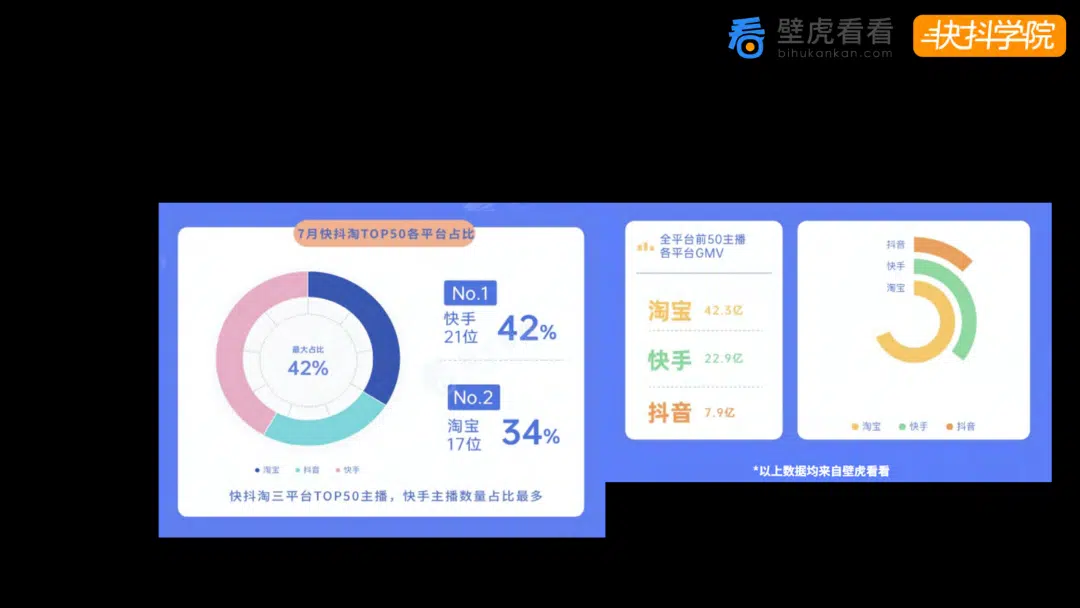 壁虎看看
bihukankan.com
快抖学院
7月快抖淘TOP50各平台占比
最大占比
42%
No.1
快手
21位
42%
No.2
淘宝
17位
34%
淘宝 抖音 快手
快抖淘三平台TOP50主播，快手主播数量占比最多
全平台前50主播
各平台GMV
淘宝 42.3亿
快手 22.9亿
抖音 7.9亿
抖音
快手
淘宝
淘宝 快手 抖音
*以上数据均来自壁虎看看